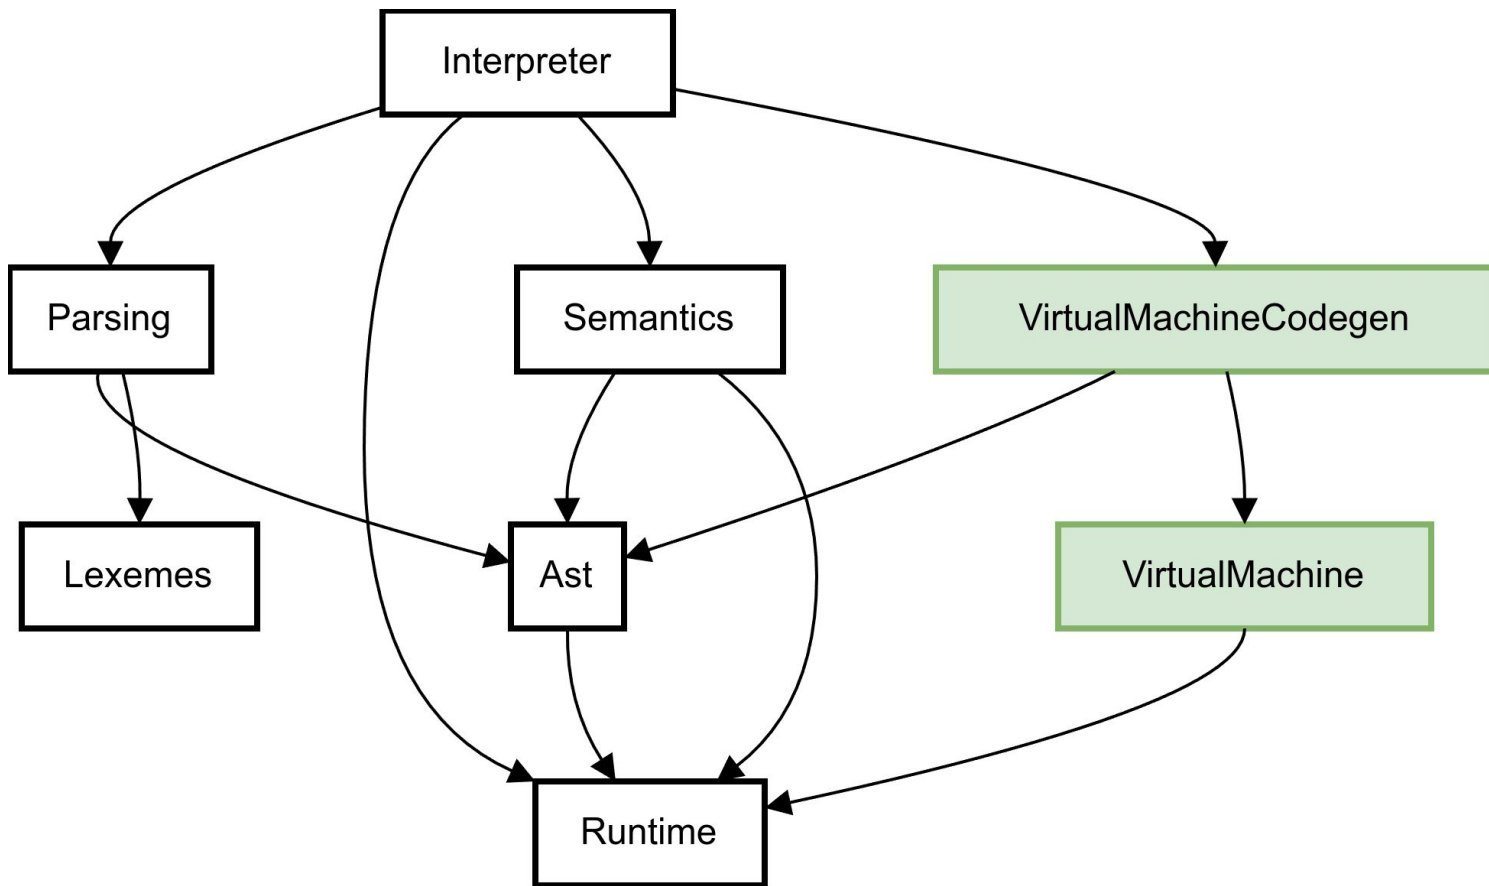 Interpreter
Parsing
Semantics
VirtualMachineCodegen
Lexemes
Ast
VirtualMachine
Runtime